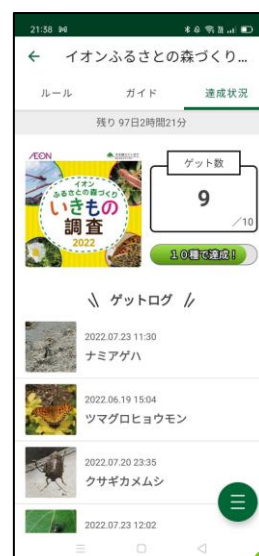 21:38
イオンふるさとの森づくり...
ルール ガイド 達成状況
残り 97日2時間21分
ÆON
イオン
ふるさとの森づくり
いきもの
調査
2022
ゲット数
9
/10
10種で達成!
ゲットログ
2022.07.23 11:30
ナミアゲハ
2022.06.19 15:04
ツマグロヒョウモン
2022.07.20 23:35
クサギカメムシ
2022.07.23 12:02